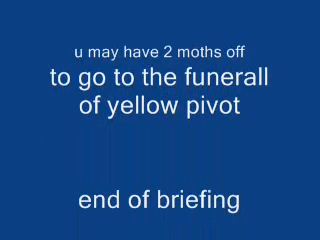 u may have 2 moths off
to go to the funerall
of yellow pivot
end of briefing